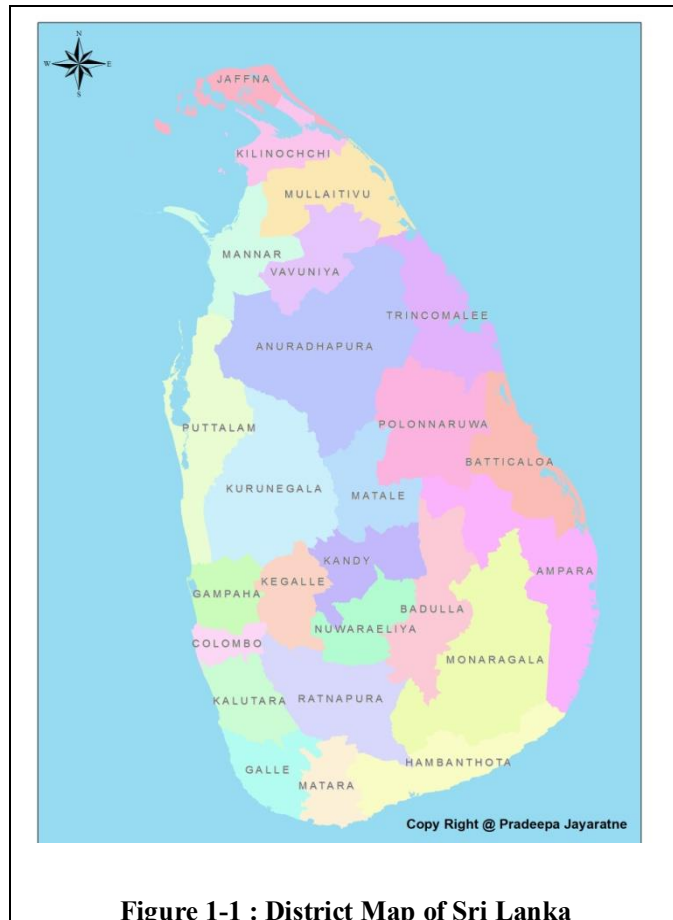 N
W E
S
JAFFNA
KILINOCHCHI
MULLAITIVU
MANNAR
VAVUNIYA
TRINCOMALEE
ANURADHAPURA
POLONNARUWA
PUTTALAM
BATTICALOA
KURUNEGALA
MATALE
KANDY
AMPARA
KEGALLE
GAMPAHA
BADULLA
NUWARAELIYA
COLOMBO
MONARAGALA
KALUTARA
RATNAPURA
HAMBANTHOTA
GALLE
MATARA
Copy Right @ Pradeepa Jayaratne
Figure 1-1 : District Map of Sri Lanka